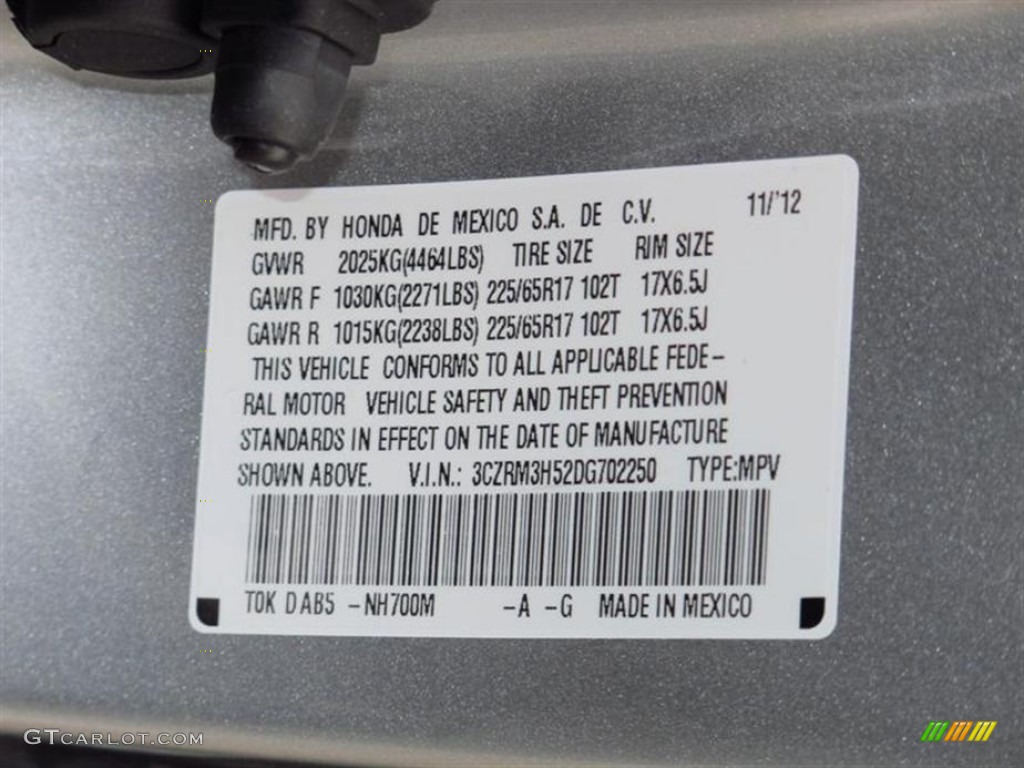 MFD. BY HONDA DE MEXICO S.A. DE C.V. 11/'12
GVWR 2025KG(4464LBS) TIRE SIZE RIM SIZE
GAWR F 1030KG(2271LBS) 225/65R17 102T 17X6.5J
GAWR R 1015KG(2238LBS) 225/65R17 102T 17X6.5J
THIS VEHICLE CONFORMS TO ALL APPLICABLE FEDE-
RAL MOTOR VEHICLE SAFETY AND THEFT PREVENTION
STANDARDS IN EFFECT ON THE DATE OF MANUFACTURE
SHOWN ABOVE. V.I.N.: 3CZRM3H52DG702250 TYPE:MPV
T0K DAB5 -NH700M -A -G MADE IN MEXICO
GTCARLOT.COM